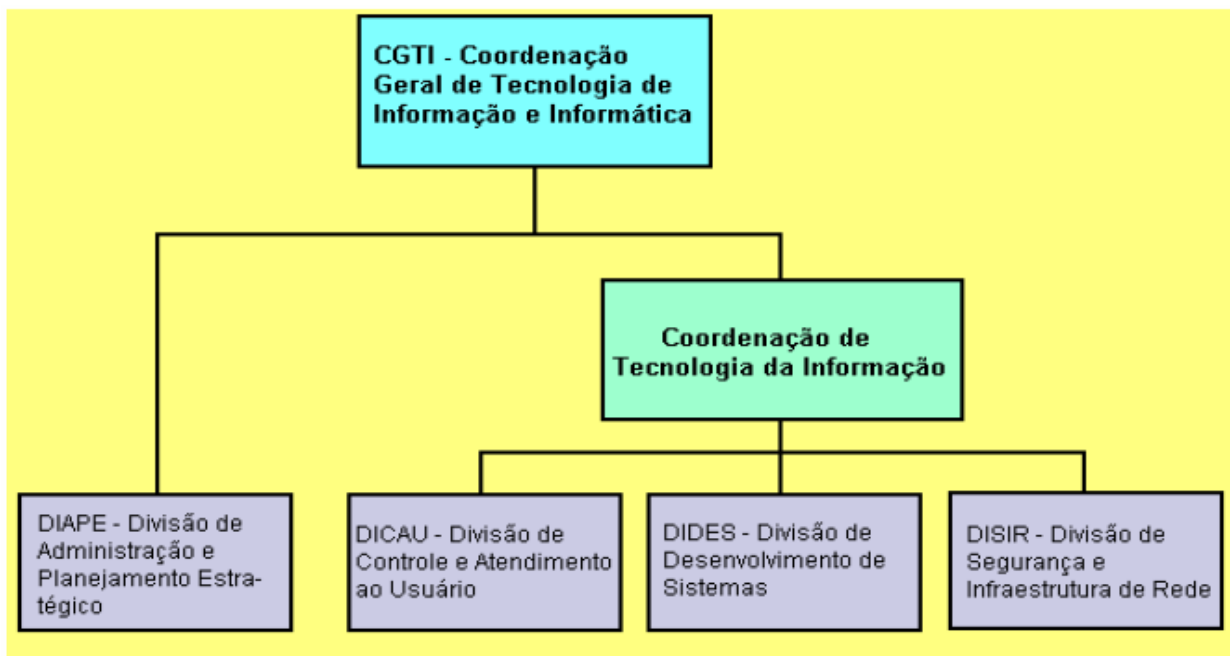 CGTI - Coordenação
Geral de Tecnologia de
Informação e Informática
Coordenação de
Tecnologia da Informação
DIAPE - Divisão de
Administração e
Planejamento Estra-
tégico
DICAU - Divisão de
Controle e Atendimento
ao Usuário
DIDES - Divisão de
Desenvolvimento de
Sistemas
DISIR - Divisão de
Segurança e
Infraestrutura de Rede